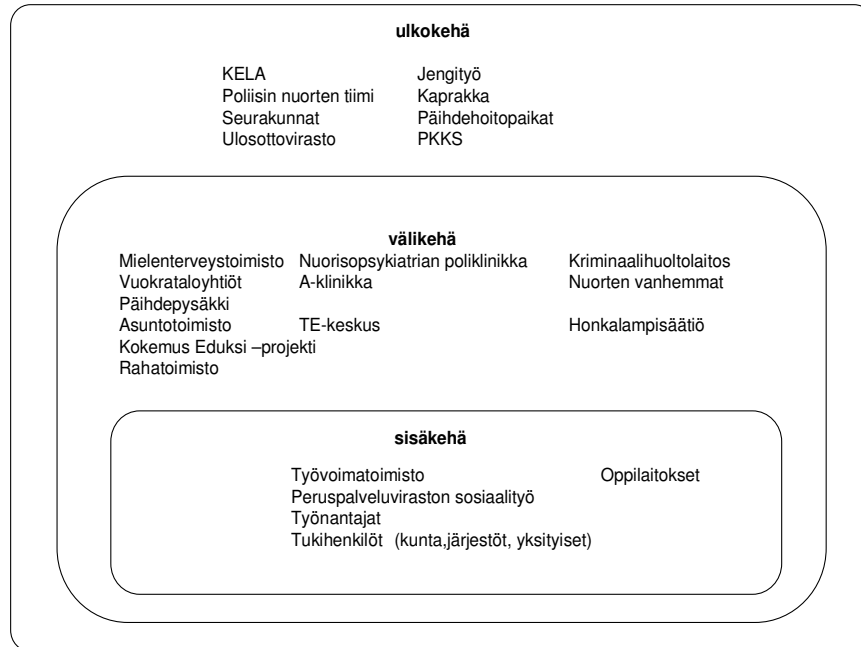 ulkokehä
KELA Jengityö
Poliisin nuorten tiimi Kaprakka
Seurakunnat Päihdehoitopaikat
Ulosottovirasto PKKS
välikehä
Mielenterveystoimisto Nuorisopsykiatrian poliklinikka Kriminaalihuoltolaitos
Vuokrataloyhtiöt A-klinikka Nuorten vanhemmat
Päihdepysäkki
Asuntotoimisto TE-keskus Honkalampisäätiö
Kokemus Eduksi –projekti
Rahatoimisto
sisäkehä
Työvoimatoimisto Oppilaitokset
Peruspalveluviraston sosiaalityö
Työnantajat
Tukihenkilöt (kunta,järjestöt, yksityiset)